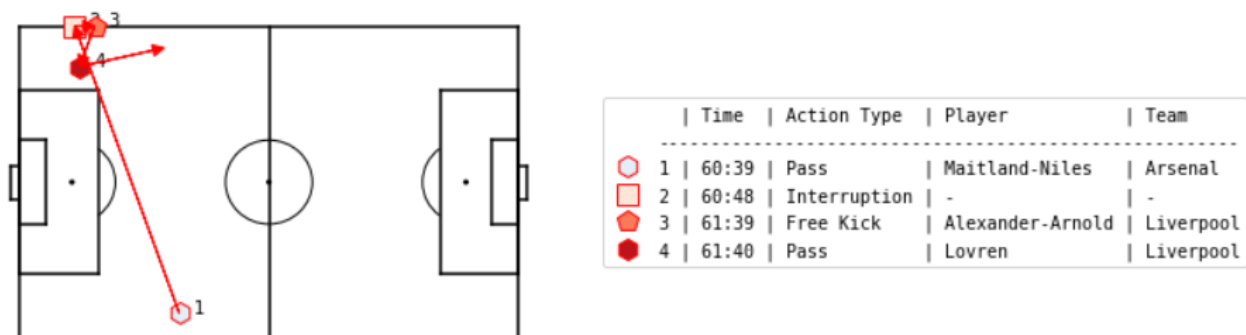 2 3
4
1
| Time | Action Type | Player | Team
-------------------------------------------------------
1 | 60:39 | Pass | Maitland-Niles | Arsenal
2 | 60:48 | Interruption | - | -
3 | 61:39 | Free Kick | Alexander-Arnold | Liverpool
4 | 61:40 | Pass | Lovren | Liverpool